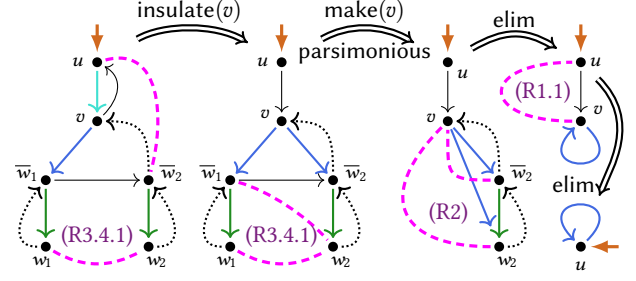 insulate(v)
make(v)
parsimonious
elim
u
u
u
u
(R1.1)
v
v
v
v
w̅₁
w̅₂
w̅₁
w̅₂
w̅₂
elim
(R3.4.1)
(R3.4.1)
(R2)
w₁
w₂
w₁
w₂
w₂
u